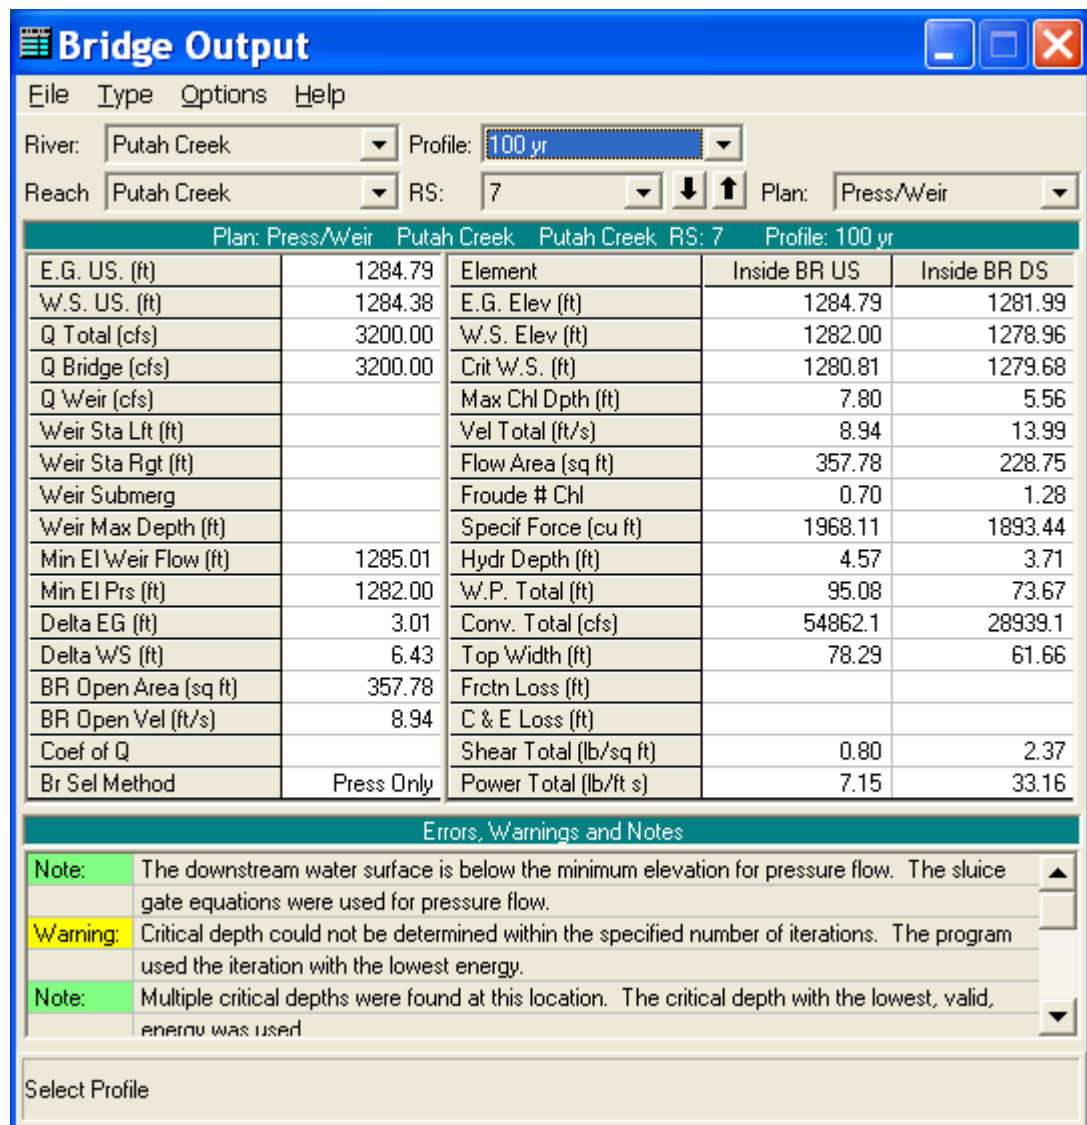 Bridge Output
File Type Options Help
River: Putah Creek Profile: 100 yr
Reach Putah Creek RS: 7 Plan: Press/Weir
Plan: Press/Weir Putah Creek Putah Creek RS: 7 Profile: 100 yr
E.G. US. (ft) 1284.79 Element Inside BR US Inside BR DS
W.S. US. (ft) 1284.38 E.G. Elev (ft) 1284.79 1281.99
Q Total (cfs) 3200.00 W.S. Elev (ft) 1282.00 1278.96
Q Bridge (cfs) 3200.00 Crit W.S. (ft) 1280.81 1279.68
Q Weir (cfs) Max Chl Dpth (ft) 7.80 5.56
Weir Sta Lft (ft) Vel Total (ft/s) 8.94 13.99
Weir Sta Rgt (ft) Flow Area (sq ft) 357.78 228.75
Weir Submerg Froude # Chl 0.70 1.28
Weir Max Depth (ft) Specif Force (cu ft) 1968.11 1893.44
Min El Weir Flow (ft) 1285.01 Hydr Depth (ft) 4.57 3.71
Min El Prs (ft) 1282.00 W.P. Total (ft) 95.08 73.67
Delta EG (ft) 3.01 Conv. Total (cfs) 54862.1 28939.1
Delta WS (ft) 6.43 Top Width (ft) 78.29 61.66
BR Open Area (sq ft) 357.78 Frctn Loss (ft)
BR Open Vel (ft/s) 8.94 C & E Loss (ft)
Coef of Q Shear Total (lb/sq ft) 0.80 2.37
Br Sel Method Press Only Power Total (lb/ft s) 7.15 33.16
Errors, Warnings and Notes
Note: The downstream water surface is below the minimum elevation for pressure flow. The sluice
gate equations were used for pressure flow.
Warning: Critical depth could not be determined within the specified number of iterations. The program
used the iteration with the lowest energy.
Note: Multiple critical depths were found at this location. The critical depth with the lowest, valid,
energy was used
Select Profile